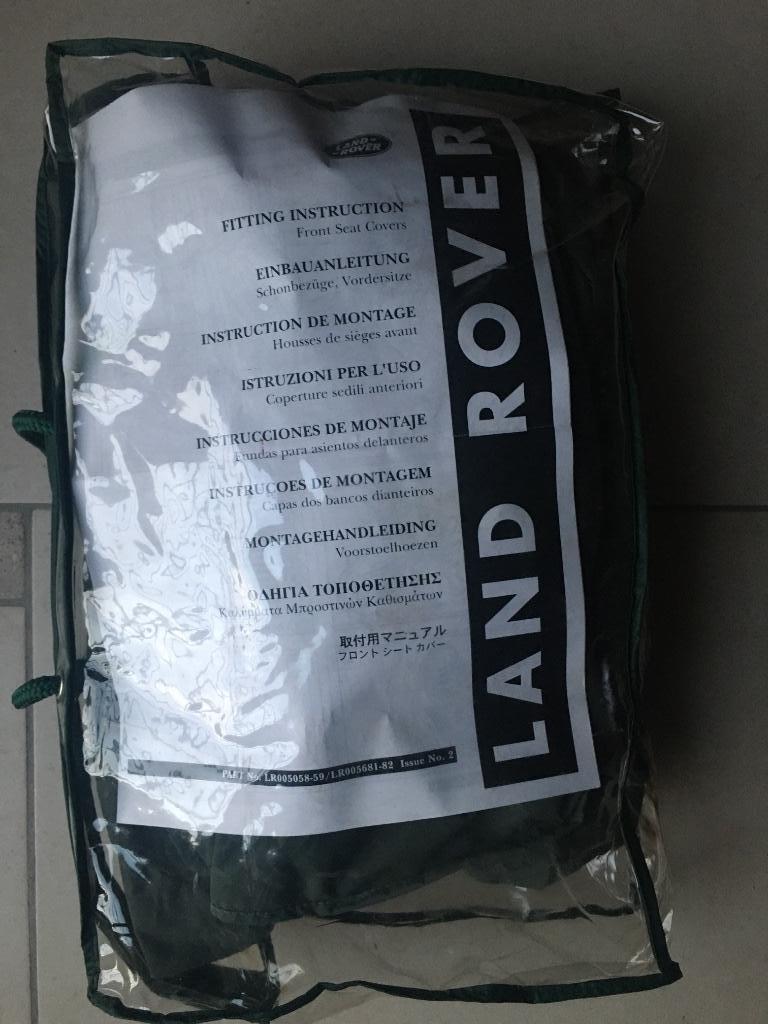 LAND ROVER
FITTING INSTRUCTION
Front Seat Covers
EINBAUANLEITUNG
Schonbezüge, Vordersitze
INSTRUCTION DE MONTAGE
Housses de sièges avant
ISTRUZIONI PER L'USO
Coperture sedili anteriori
INSTRUCCIONES DE MONTAJE
Fundas para asientos delanteros
INSTRUÇOES DE MONTAGEM
Capas dos bancos dianteiros
MONTAGEHANDLEIDING
Voorstoelhoezen
ΟΔΗΓΙΑ ΤΟΠΟΘΕΤΗΣΗΣ
Καλύμματα Μπροστινών Καθισμάτων
取付用マニュアル
フロント シート カバー
PART No. LR005058-59/LR005681-82 Issue No. 2
LAND ROVER